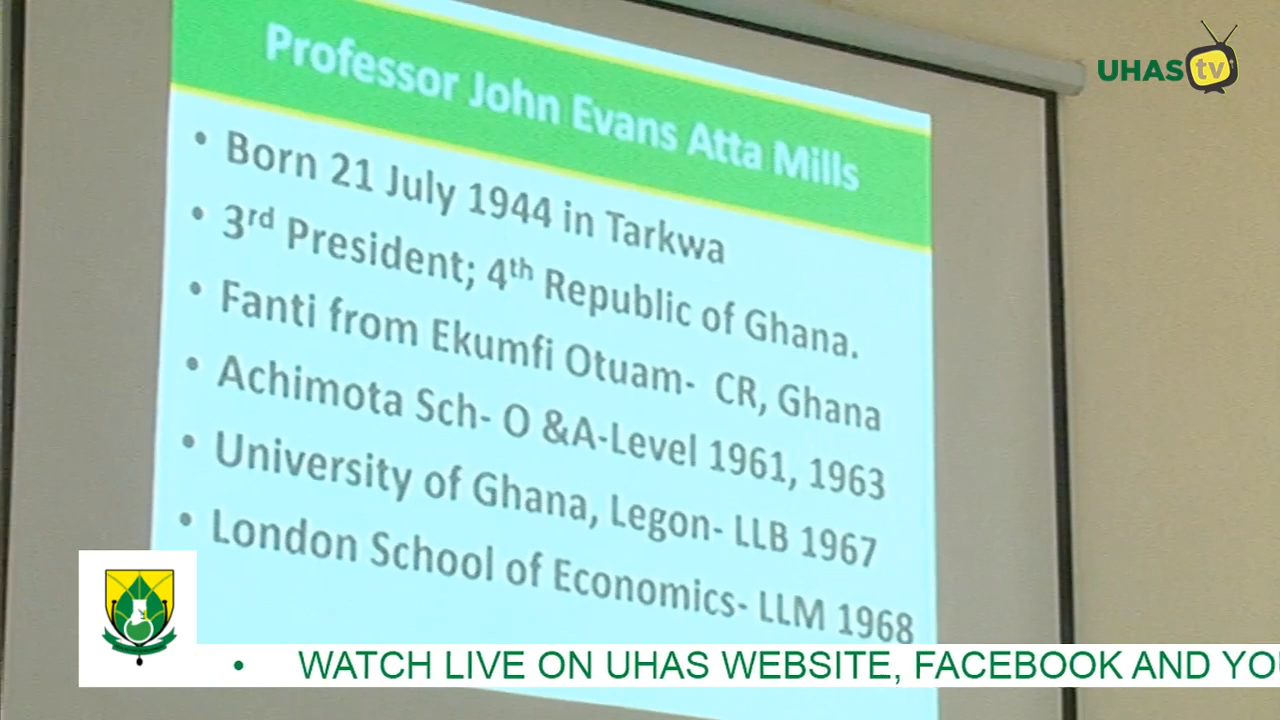 Professor John Evans Atta Mills
• Born 21 July 1944 in Tarkwa
• 3rd President; 4th Republic of Ghana.
• Fanti from Ekumfi Otuam- CR, Ghana
• Achimota Sch- O &A-Level 1961, 1963
• University of Ghana, Legon- LLB 1967
• London School of Economics- LLM 1968
UHAS tv
• WATCH LIVE ON UHAS WEBSITE, FACEBOOK AND YO